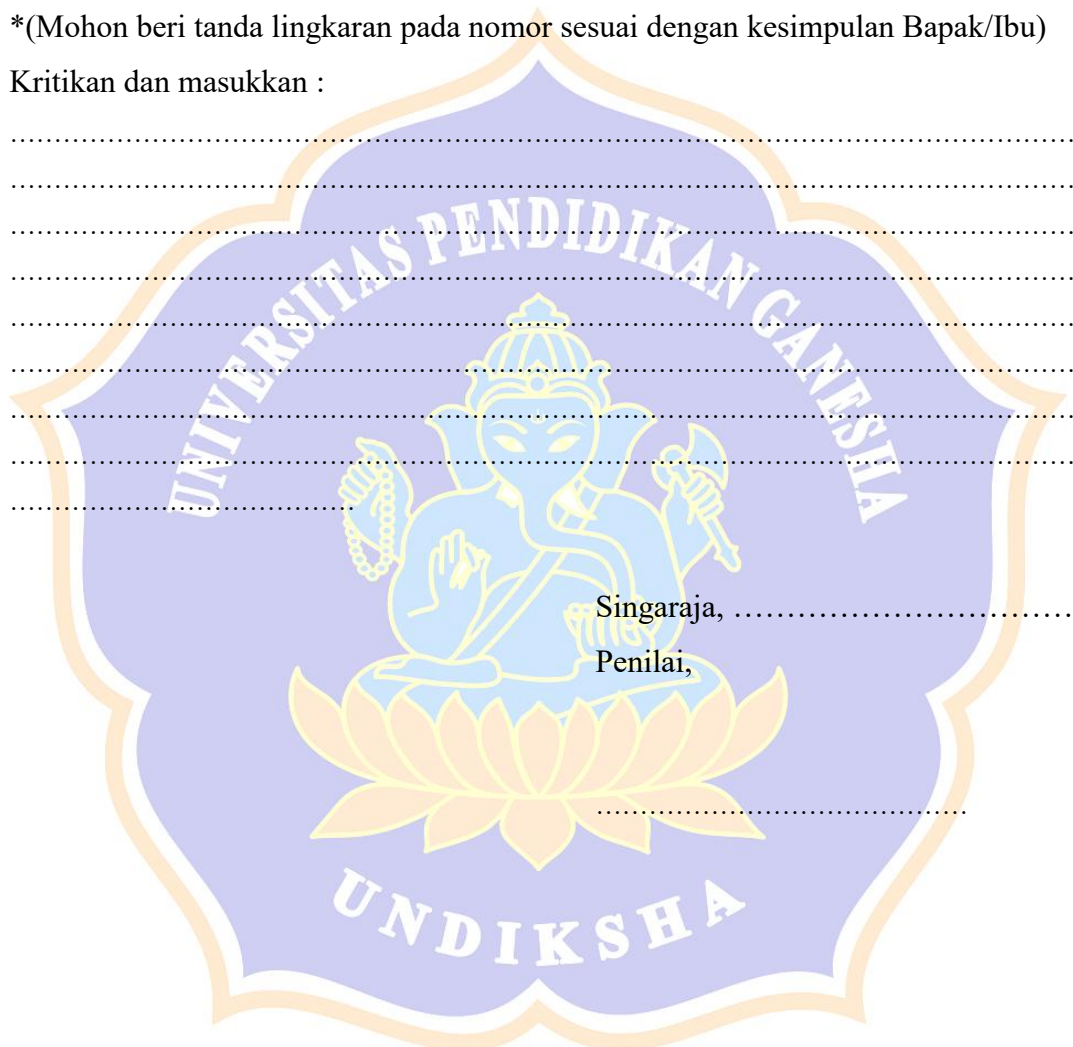 *(Mohon beri tanda lingkaran pada nomor sesuai dengan kesimpulan Bapak/Ibu)
Kritikan dan masukkan :
……………………………………………………………………………………………………
……………………………………………………………………………………………………
……………………………………………………………………………………………………
……………………………………………………………………………………………………
……………………………………………………………………………………………………
……………………………………………………………………………………………………
……………………………………………………………………………………………………
……………………………………………………………………………………………………
…………………………………
UNIVERSITAS PENDIDIKAN GANESHA
Singaraja, ……………………………
Penilai,
…………………………………
UNDIKSHA